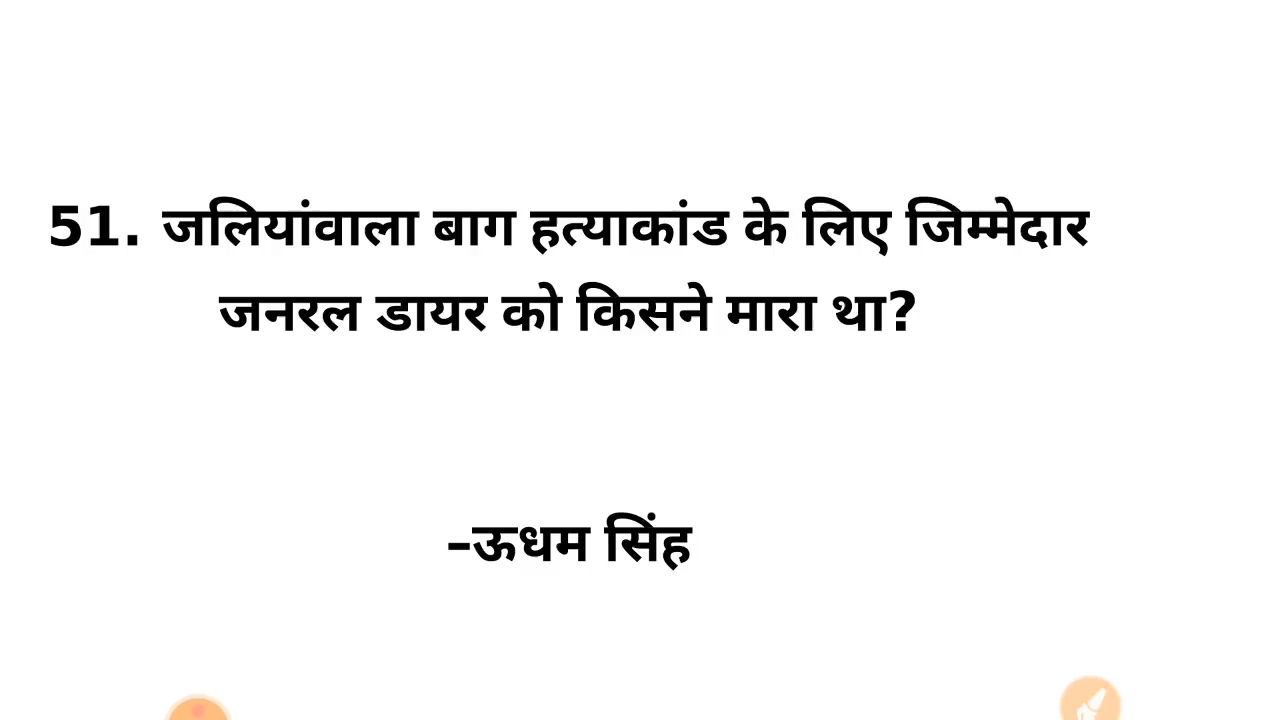 51. जलियांवाला बाग हत्याकांड के लिए जिम्मेदार
जनरल डायर को किसने मारा था?
–ऊधम सिंह